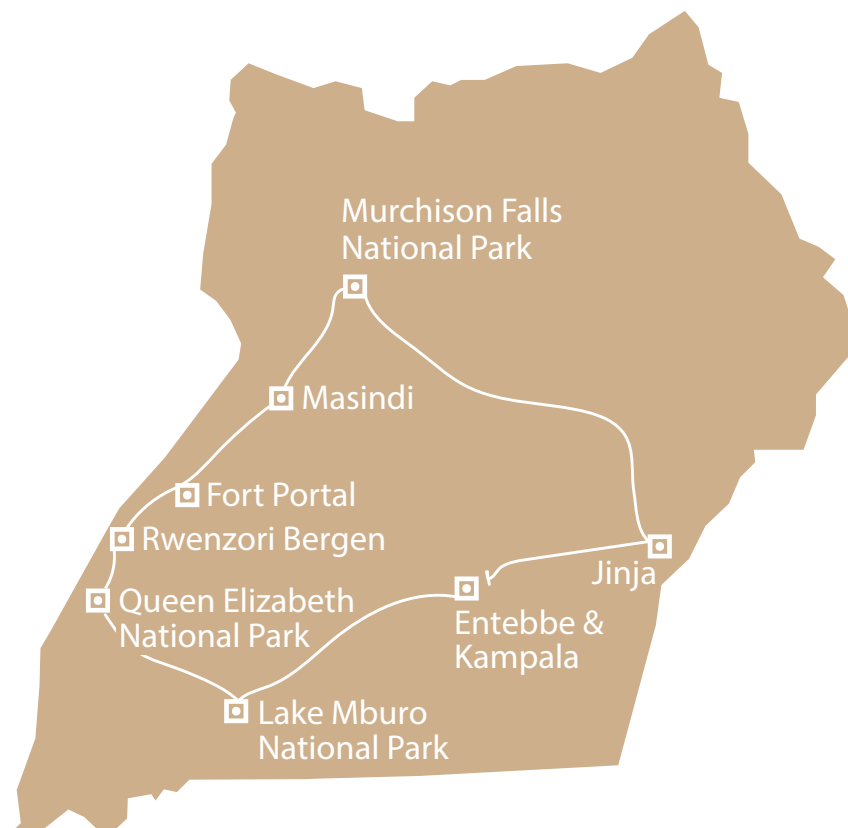 Murchison Falls
National Park
Masindi
Fort Portal
Rwenzori Bergen
Jinja
Queen Elizabeth
National Park
Entebbe &
Kampala
Lake Mburo
National Park